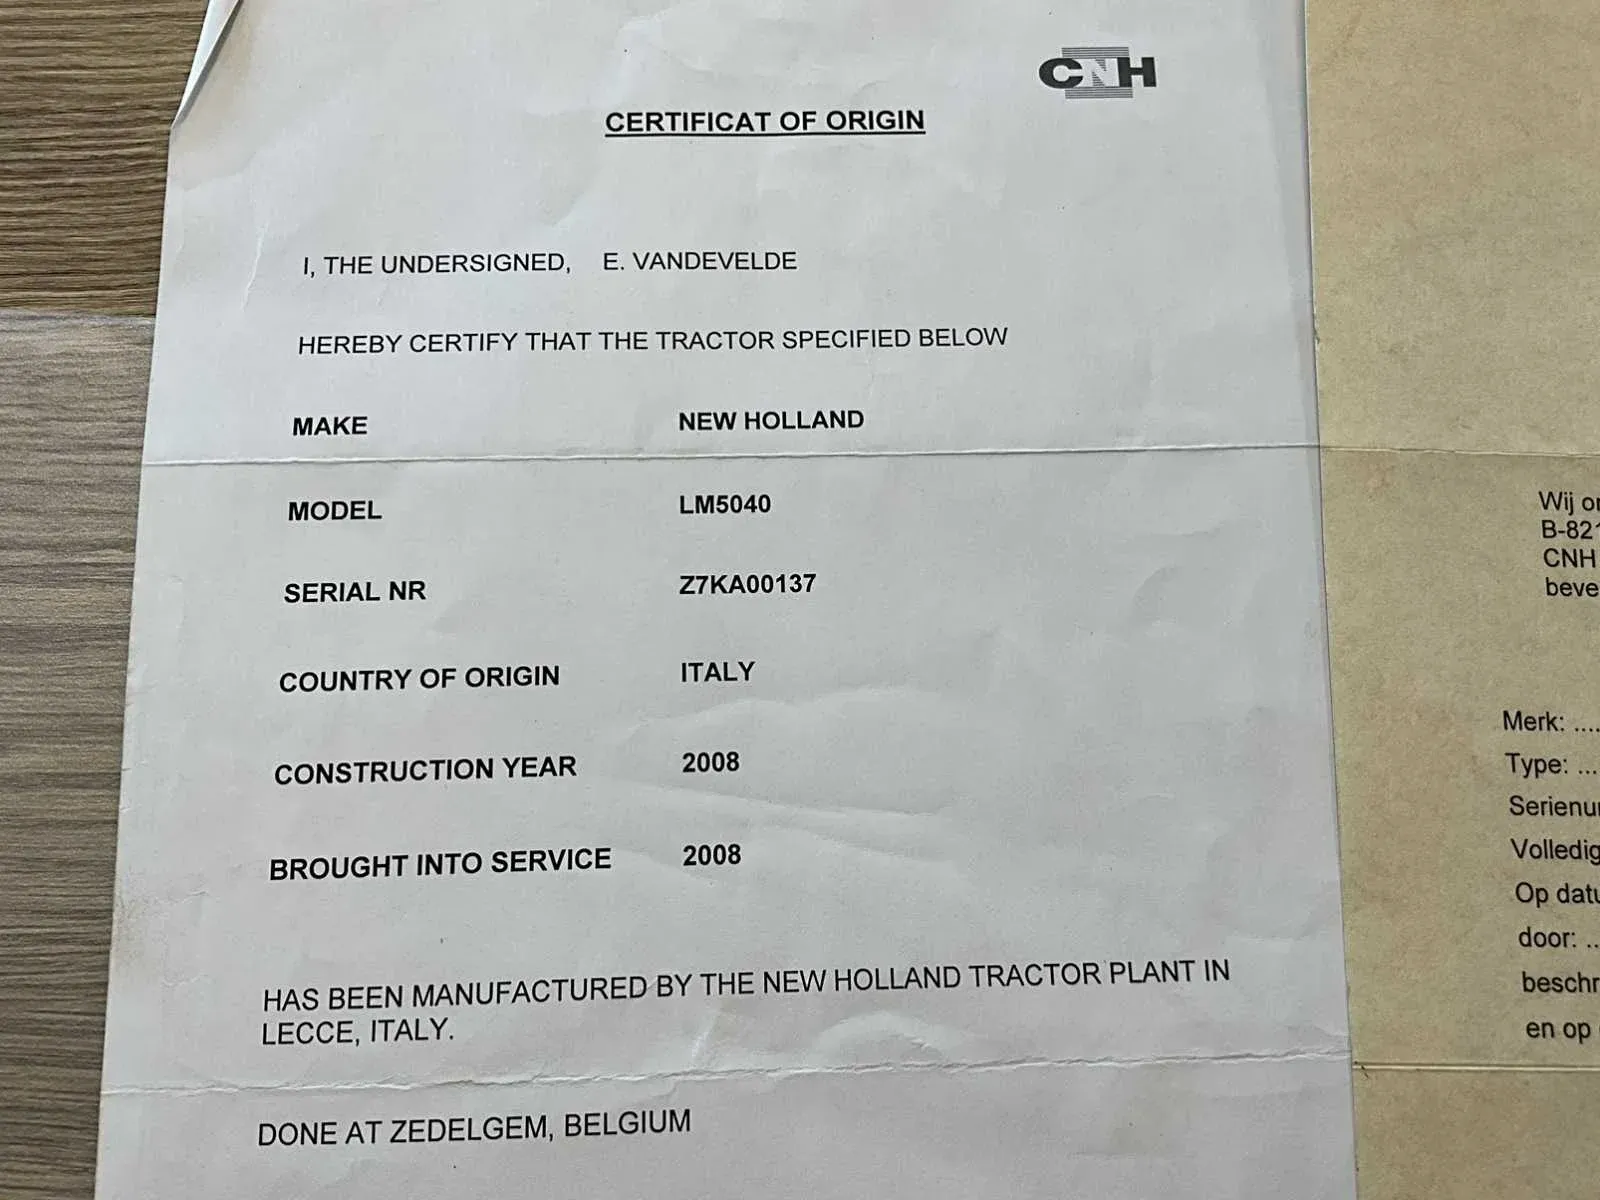 CNH
CERTIFICAT OF ORIGIN
I, THE UNDERSIGNED, E. VANDEVELDE
HEREBY CERTIFY THAT THE TRACTOR SPECIFIED BELOW
MAKE NEW HOLLAND
MODEL LM5040
SERIAL NR Z7KA00137
COUNTRY OF ORIGIN ITALY
CONSTRUCTION YEAR 2008
BROUGHT INTO SERVICE 2008
HAS BEEN MANUFACTURED BY THE NEW HOLLAND TRACTOR PLANT IN
LECCE, ITALY.
DONE AT ZEDELGEM, BELGIUM
Wij
B-82
CNH
Merk: ....
Type: ...
door: ..
en op